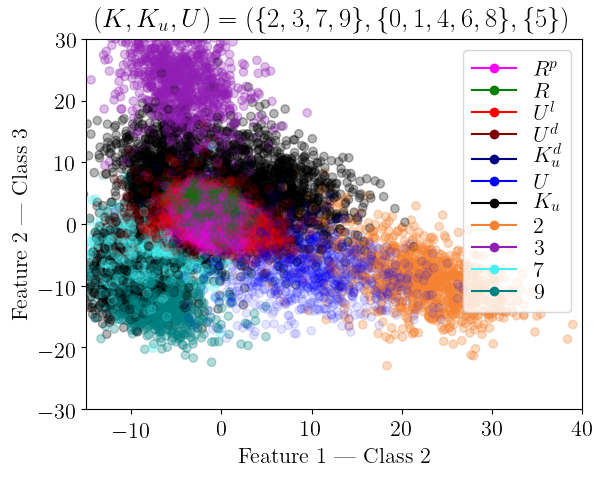 (K, K_u, U) = ({2, 3, 7, 9}, {0, 1, 4, 6, 8}, {5})
30
20
10
0
−10
−20
−30
Feature 2 — Class 3
R^p
R
U^l
U^d
K_u^d
U
K_u
2
3
7
9
−10
0
10
20
30
40
Feature 1 — Class 2